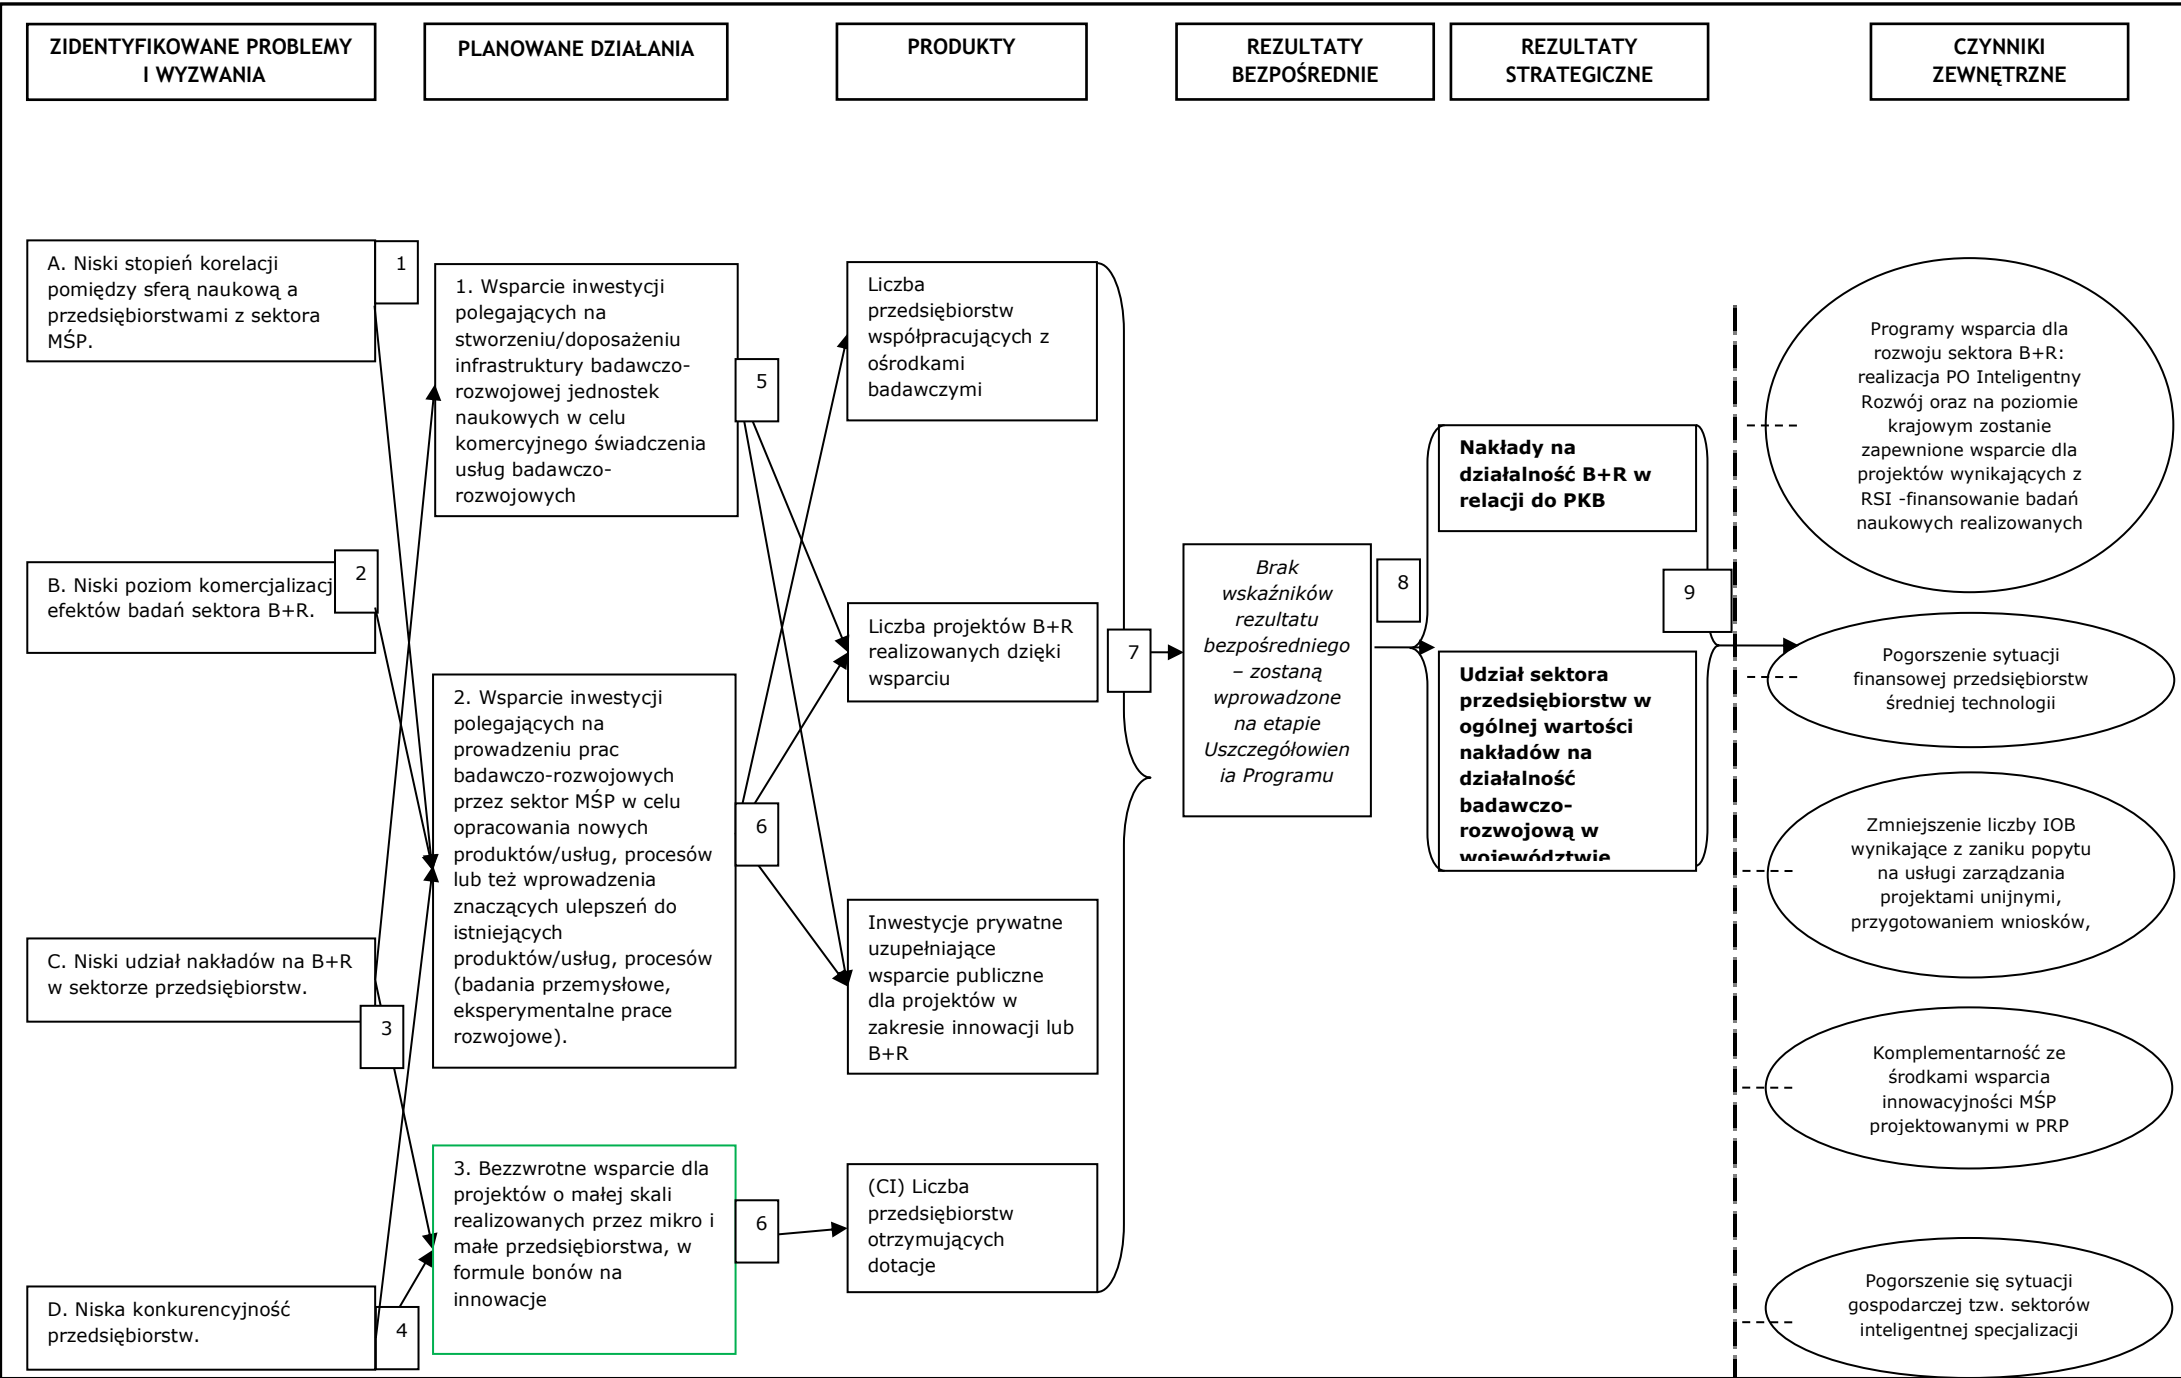 ZIDENTYFIKOWANE PROBLEMY
I WYZWANIA
PLANOWANE DZIAŁANIA
PRODUKTY
REZULTATY
BEZPOŚREDNIE
REZULTATY
STRATEGICZNE
CZYNNIKI
ZEWNĘTRZNE
A. Niski stopień korelacji
pomiędzy sferą naukową a
przedsiębiorstwami z sektora
MŚP.
1
B. Niski poziom komercjalizacj
efektów badań sektora B+R.
2
C. Niski udział nakładów na B+R
w sektorze przedsiębiorstw.
3
D. Niska konkurencyjność
przedsiębiorstw.
4
1. Wsparcie inwestycji
polegających na
stworzeniu/doposażeniu
infrastruktury badawczo-
rozwojowej jednostek
naukowych w celu
komercyjnego świadczenia
usług badawczo-
rozwojowych
5
2. Wsparcie inwestycji
polegających na
prowadzeniu prac
badawczo-rozwojowych
przez sektor MŚP w celu
opracowania nowych
produktów/usług, procesów
lub też wprowadzenia
znaczących ulepszeń do
istniejących
produktów/usług, procesów
(badania przemysłowe,
eksperymentalne prace
rozwojowe).
6
3. Bezzwrotne wsparcie dla
projektów o małej skali
realizowanych przez mikro i
małe przedsiębiorstwa, w
formule bonów na
innowacje
6
Liczba
przedsiębiorstw
współpracujących z
ośrodkami
badawczymi
Liczba projektów B+R
realizowanych dzięki
wsparciu
Inwestycje prywatne
uzupełniające
wsparcie publiczne
dla projektów w
zakresie innowacji lub
B+R
(CI) Liczba
przedsiębiorstw
otrzymujących
dotacje
7
Brak
wskaźników
rezultatu
bezpośredniego
– zostaną
wprowadzone
na etapie
Uszczegółowien
ia Programu
8
Nakłady na
działalność B+R w
relacji do PKB
Udział sektora
przedsiębiorstw w
ogólnej wartości
nakładów na
działalność
badawczo-
rozwojową w
województwie
9
Programy wsparcia dla
rozwoju sektora B+R:
realizacja PO Inteligentny
Rozwój oraz na poziomie
krajowym zostanie
zapewnione wsparcie dla
projektów wynikających z
RSI -finansowanie badań
naukowych realizowanych
Pogorszenie sytuacji
finansowej przedsiębiorstw
średniej technologii
Zmniejszenie liczby IOB
wynikające z zaniku popytu
na usługi zarządzania
projektami unijnymi,
przygotowaniem wniosków,
Komplementarność ze
środkami wsparcia
innowacyjności MŚP
projektowanymi w PRP
Pogorszenie się sytuacji
gospodarczej tzw. sektorów
inteligentnej specjalizacji